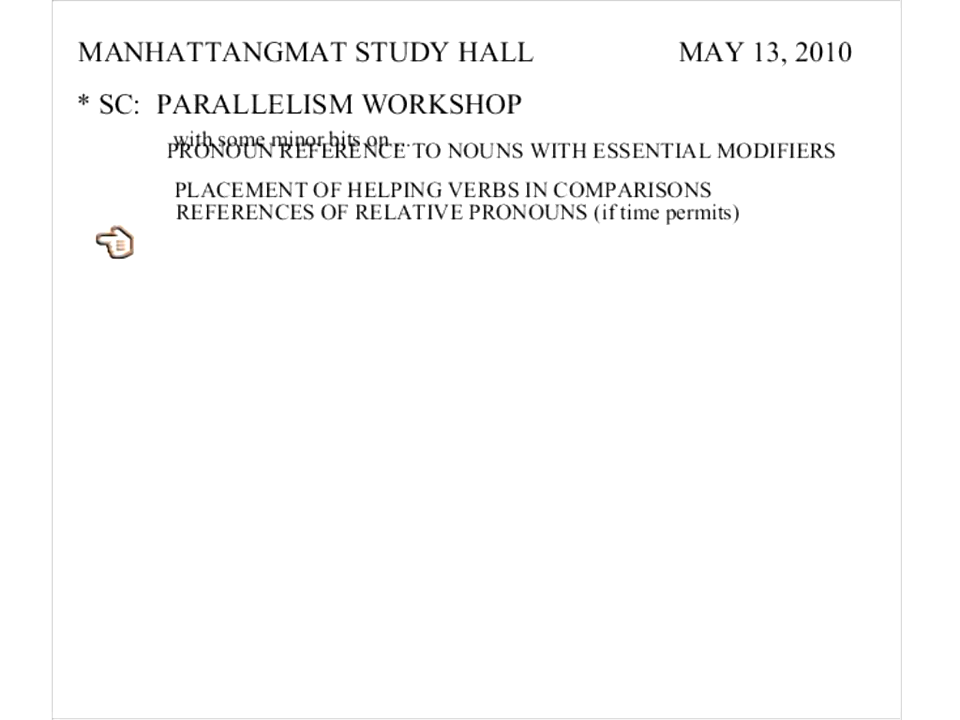 MANHATTANGMAT STUDY HALL MAY 13, 2010
* SC: PARALLELISM WORKSHOP
with some minor bits on ...
PRONOUN REFERENCE TO NOUNS WITH ESSENTIAL MODIFIERS
PLACEMENT OF HELPING VERBS IN COMPARISONS
REFERENCES OF RELATIVE PRONOUNS (if time permits)